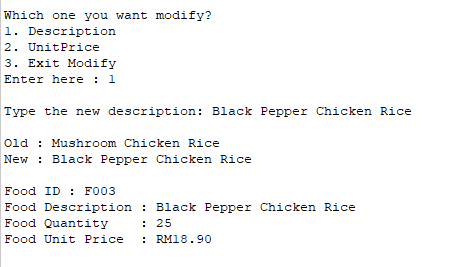 Which one you want modify?
1. Description
2. UnitPrice
3. Exit Modify
Enter here : 1
Type the new description: Black Pepper Chicken Rice
Old : Mushroom Chicken Rice
New : Black Pepper Chicken Rice
Food ID : F003
Food Description : Black Pepper Chicken Rice
Food Quantity    : 25
Food Unit Price  : RM18.90